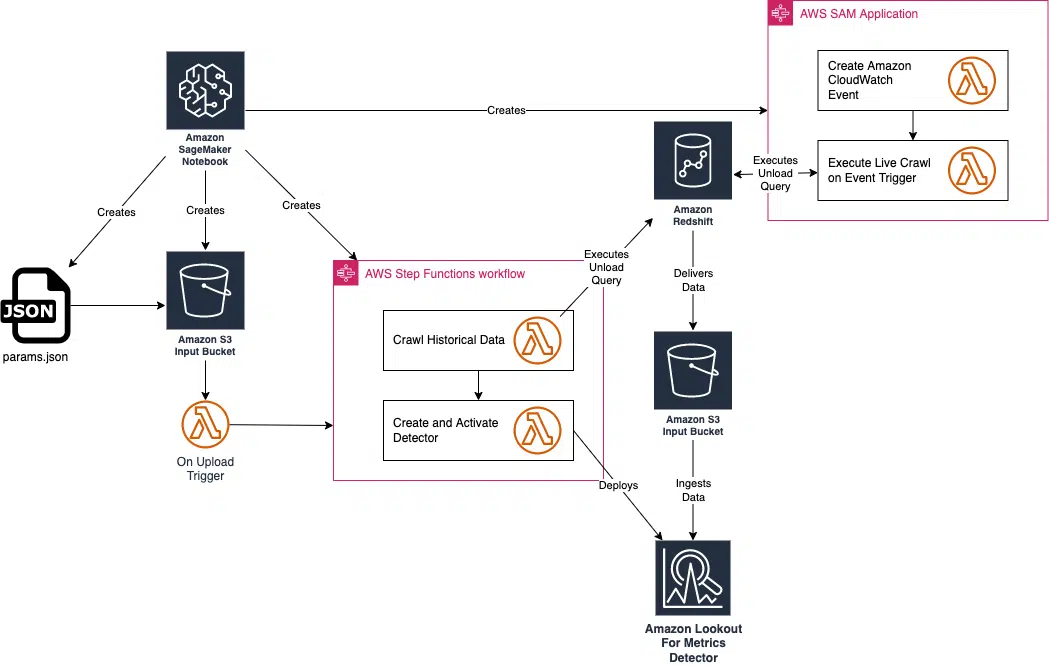 AWS SAM Application
Create Amazon
CloudWatch
Event
Creates
Amazon
SageMaker
Notebook
Executes
Unload
Query
Execute Live Crawl
on Event Trigger
Creates
Creates
Creates
Amazon
Redshift
AWS Step Functions workflow
Executes
Unload
Query
Delivers
Data
JSON
params.json
Amazon S3
Input Bucket
Crawl Historical Data
Create and Activate
Detector
Amazon S3
Input Bucket
On Upload
Trigger
Deploys
Ingests
Data
Amazon Lookout
For Metrics
Detector